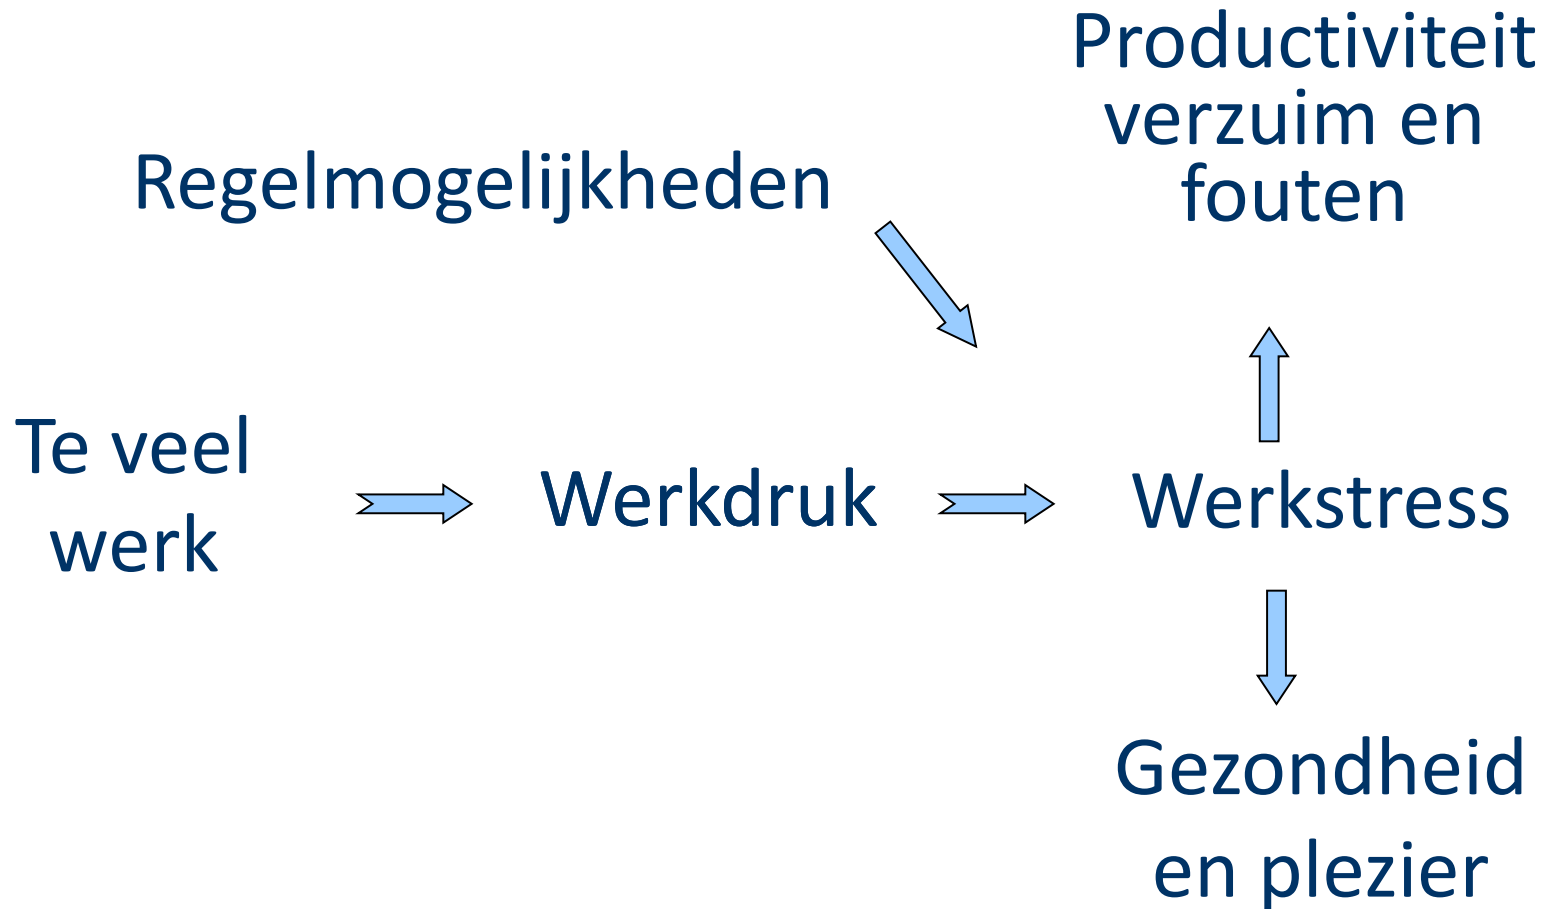 Productiviteit
verzuim en
fouten
Regelmogelijkheden
Te veel
werk
Werkdruk
Werkstress
Gezondheid
en plezier